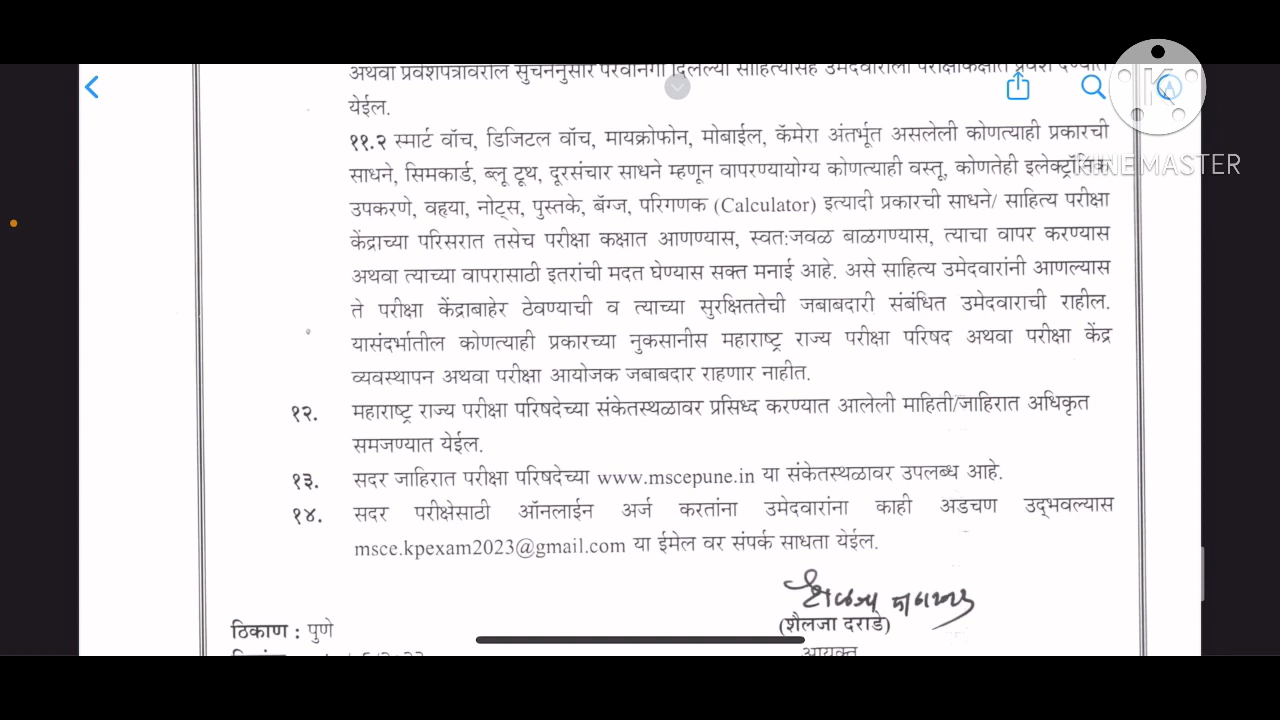 अथवा प्रवेशपत्रावरील सुचनेनुसार परवानगी दिलेल्या साहित्यासह उमेदवारांला परीक्षाकक्षात प्रवेश देण्यात
येईल.
११.२ स्मार्ट वॉच, डिजिटल वॉच, मायक्रोफोन, मोबाईल, कॅमेरा अंतर्भूत असलेली कोणत्याही प्रकारची
साधने, सिमकार्ड, ब्लू टूथ, दूरसंचार साधने म्हणून वापरण्यायोग्य कोणत्याही वस्तू, कोणतेही इलेक्ट्रॉनिक
KINEMASTER
उपकरणे, वह्या, नोट्स, पुस्तके, बॅग्ज, परिगणक (Calculator) इत्यादी प्रकारची साधने/ साहित्य परीक्षा
केंद्राच्या परिसरात तसेच परीक्षा कक्षात आणण्यास, स्वत:जवळ बाळगण्यास, त्याचा वापर करण्यास
अथवा त्याच्या वापरासाठी इतरांची मदत घेण्यास सक्त मनाई आहे. असे साहित्य उमेदवारांनी आणल्यास
ते परीक्षा केंद्राबाहेर ठेवण्याची व त्याच्या सुरक्षिततेची जबाबदारी संबंधित उमेदवाराची राहील.
यासंदर्भातील कोणत्याही प्रकारच्या नुकसानीस महाराष्ट्र राज्य परीक्षा परिषद अथवा परीक्षा केंद्र
व्यवस्थापन अथवा परीक्षा आयोजक जबाबदार राहणार नाहीत.
१२. महाराष्ट्र राज्य परीक्षा परिषदेच्या संकेतस्थळावर प्रसिध्द करण्यात आलेली माहिती/जाहिरात अधिकृत
समजण्यात येईल.
१३. सदर जाहिरात परीक्षा परिषदेच्या www.mscepune.in या संकेतस्थळावर उपलब्ध आहे.
१४. सदर परीक्षेसाठी ऑनलाईन अर्ज करतांना उमेदवारांना काही अडचण उद्‌भवल्यास
msce.kpexam2023@gmail.com या ईमेल वर संपर्क साधता येईल.
(शैलजा दराडे)
ठिकाण : पुणे
आयुक्त